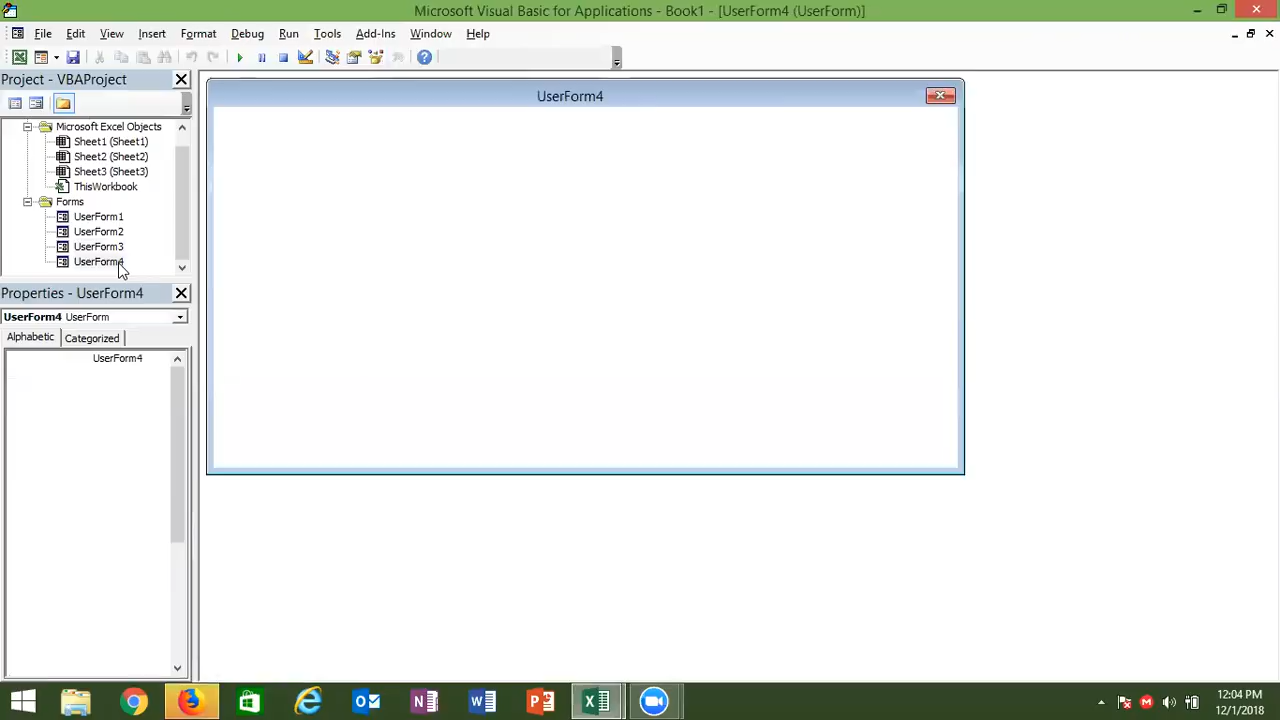 Microsoft Visual Basic for Applications - Book1 - [UserForm4 (UserForm)]
File Edit View Insert Format Debug Run Tools Add-Ins Window Help
Project - VBAProject
Microsoft Excel Objects
Sheet1 (Sheet1)
Sheet2 (Sheet2)
Sheet3 (Sheet3)
ThisWorkbook
Forms
UserForm1
UserForm2
UserForm3
UserForm4
Properties - UserForm4
UserForm4 UserForm
Alphabetic Categorized
UserForm4
UserForm4
12:04 PM
12/1/2018